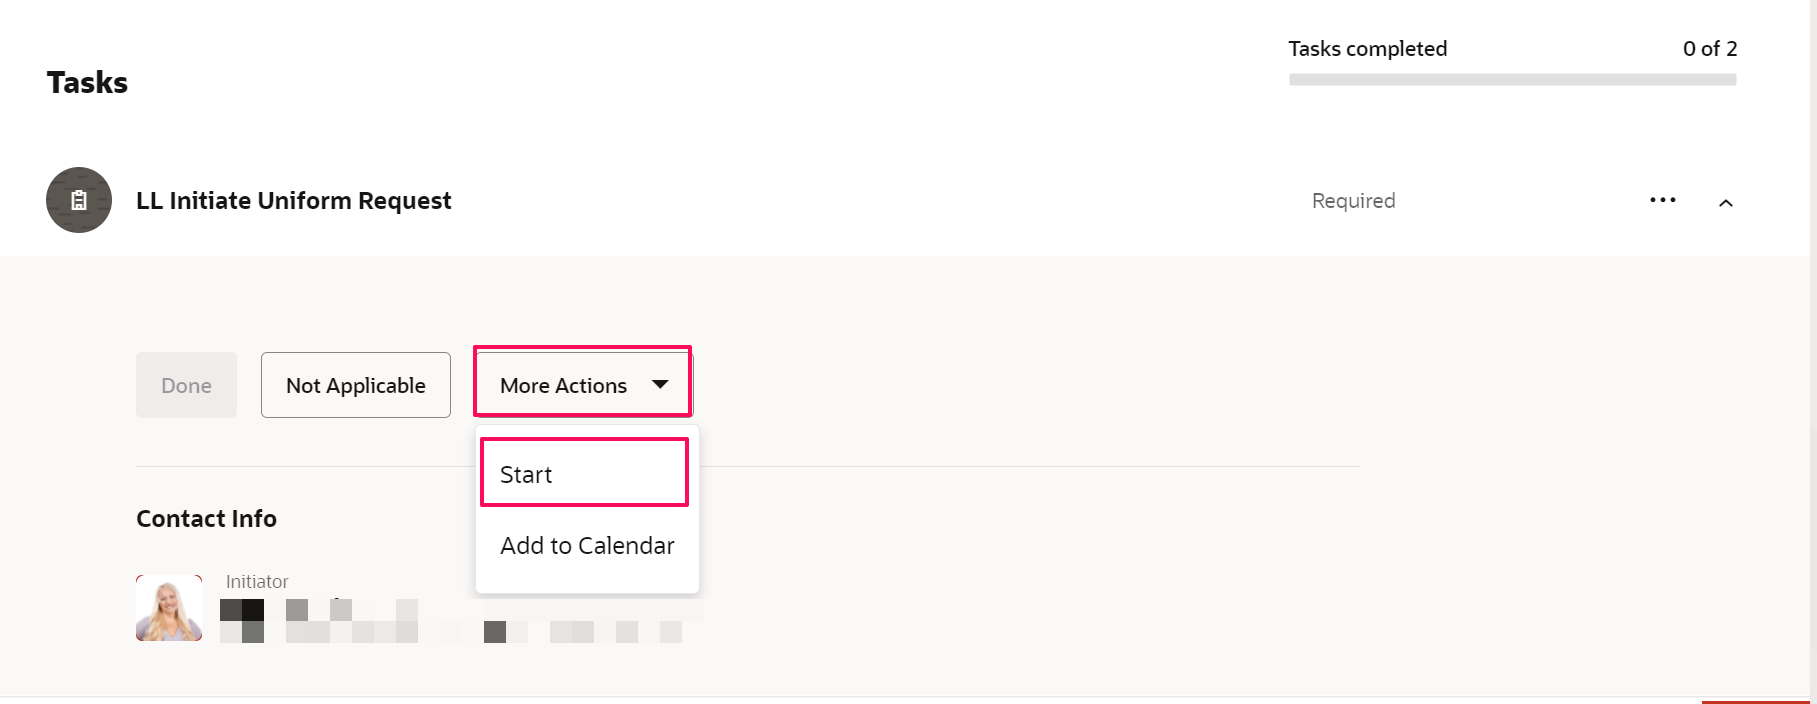 Tasks completed 0 of 2
Tasks
LL Initiate Uniform Request Required
Done Not Applicable More Actions
Start
Add to Calendar
Contact Info
Initiator